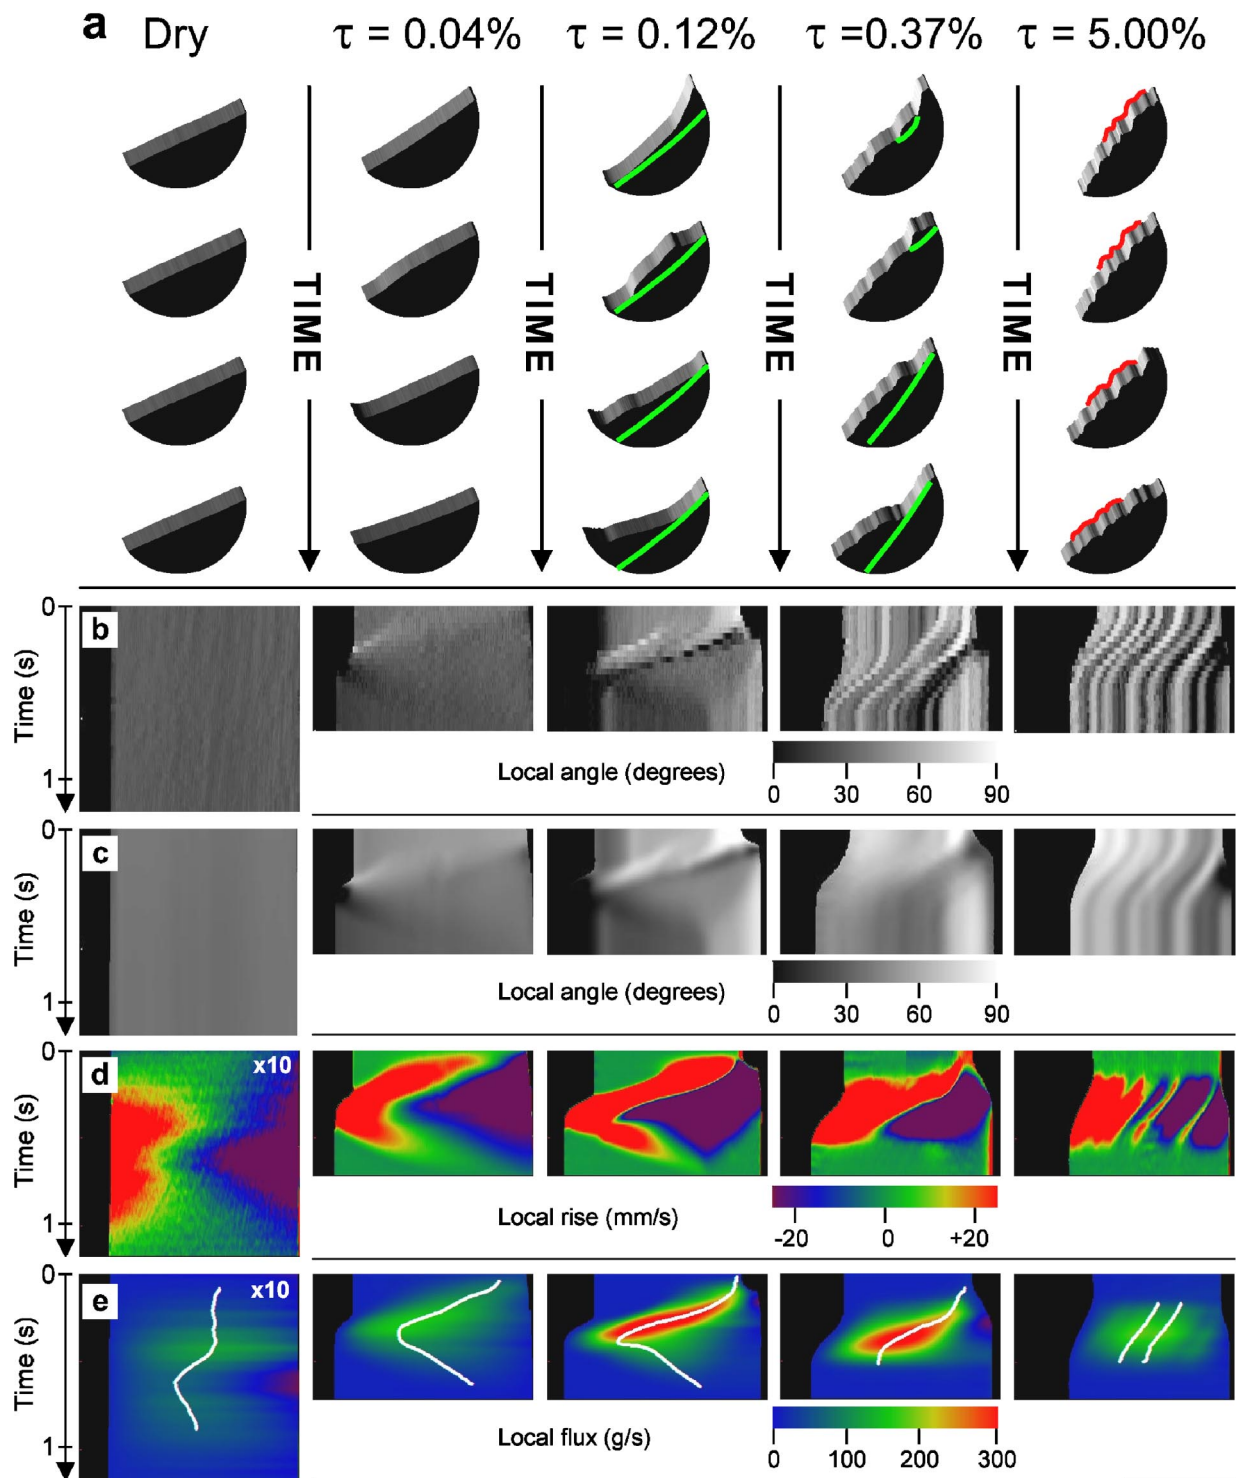 a Dry τ = 0.04% τ = 0.12% τ =0.37% τ = 5.00%
TIME TIME TIME TIME
b
0
Time (s)
1
Local angle (degrees)
0 30 60 90
c
0
Time (s)
1
Local angle (degrees)
0 30 60 90
d x10
0
Time (s)
1
Local rise (mm/s)
-20 0 +20
e x10
0
Time (s)
1
Local flux (g/s)
0 100 200 300